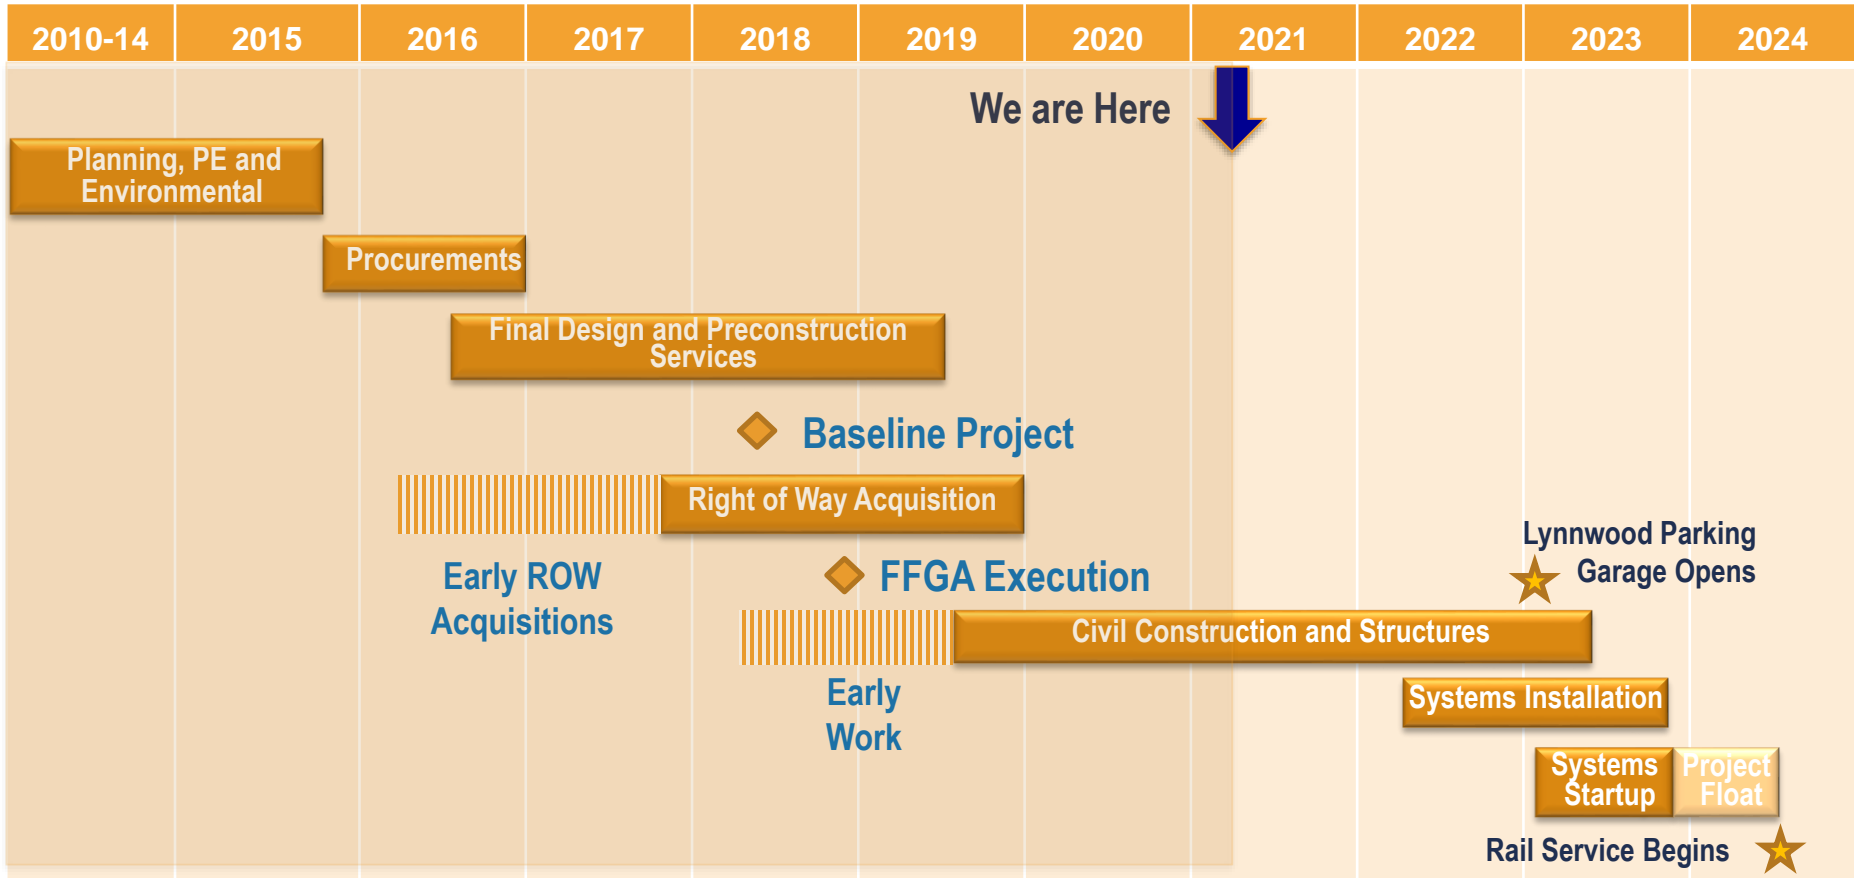 2010-14 2015 2016 2017 2018 2019 2020 2021 2022 2023 2024
We are Here
Planning, PE and
Environmental
Procurements
Final Design and Preconstruction
Services
Baseline Project
Right of Way Acquisition
Lynnwood Parking
Garage Opens
Early ROW
Acquisitions
FFGA Execution
Civil Construction and Structures
Early
Work
Systems Installation
Systems
Startup
Project
Float
Rail Service Begins